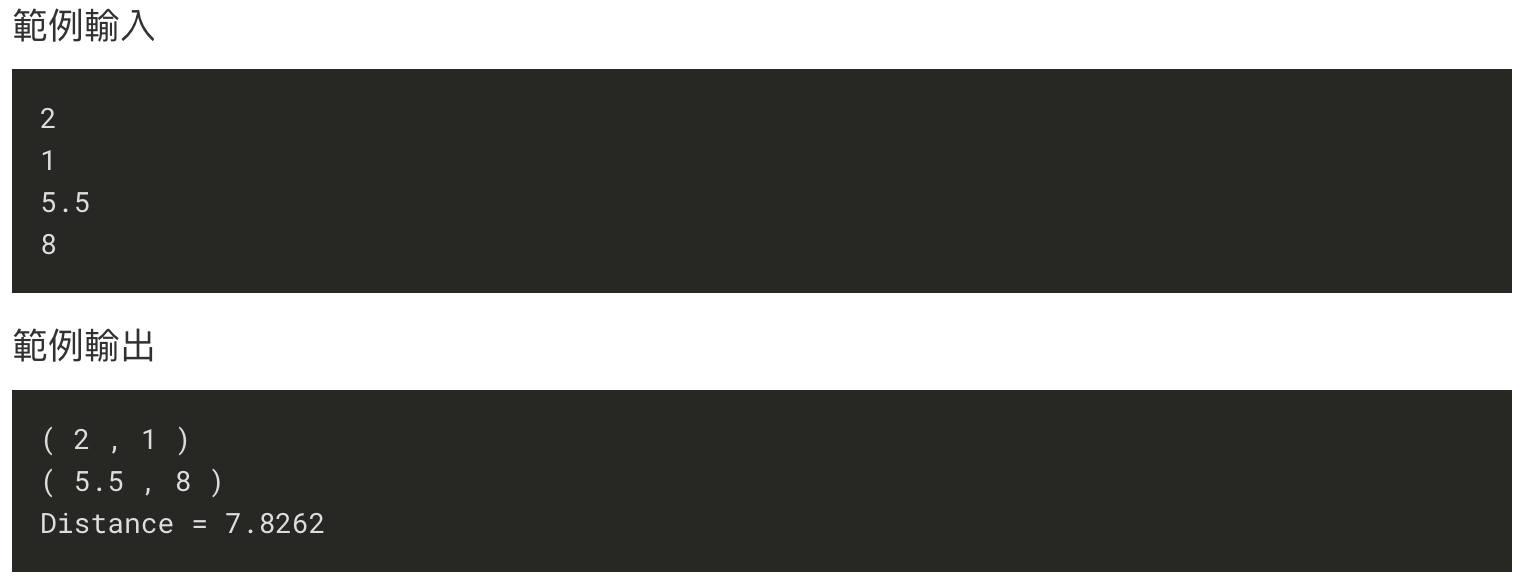 範例輸入
2
1
5.5
8
範例輸出
( 2 , 1 )
( 5.5 , 8 )
Distance = 7.8262